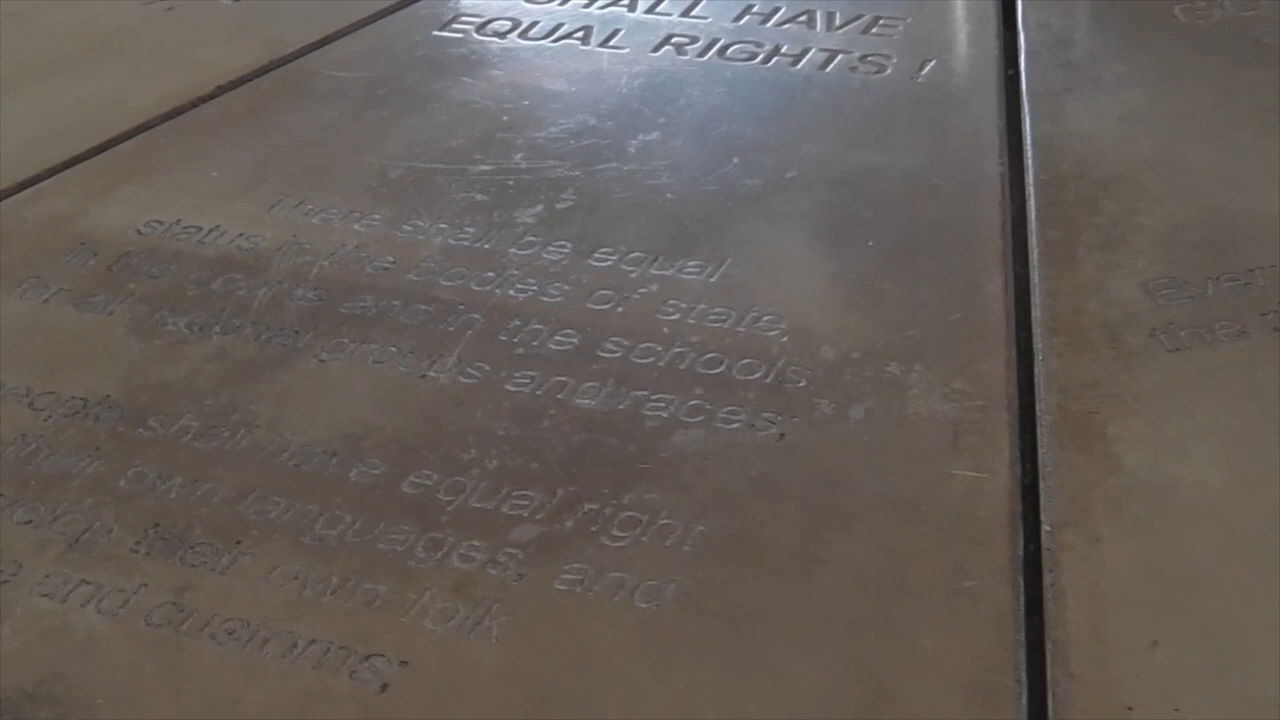 SHALL HAVE
EQUAL RIGHTS !
There shall be equal
status in the bodies of state,
in the courts and in the schools
for all national groups and races;
people shall have equal right
their own languages, and
velop their own folk
e and customs;
Ever
the